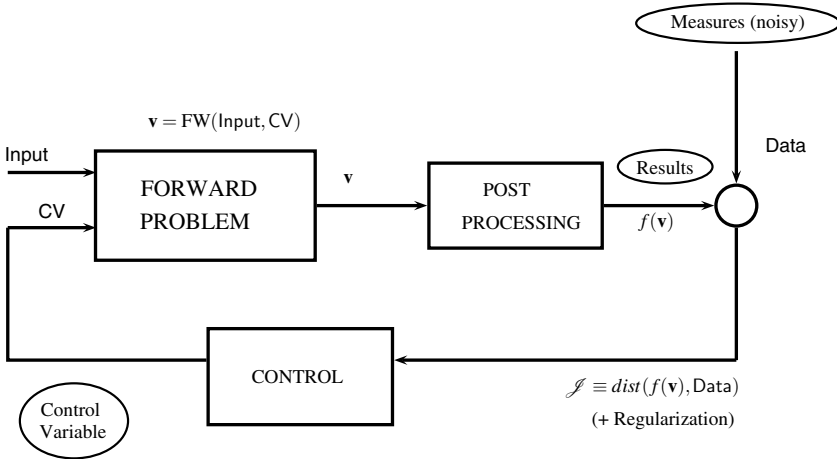 Measures (noisy)
𝐯 = FW(Input, CV)
Input
Data
FORWARD
PROBLEM
𝐯
POST
PROCESSING
Results
CV
f(𝐯)
CONTROL
𝒥 ≡ dist(f(𝐯), Data)
(+ Regularization)
Control
Variable